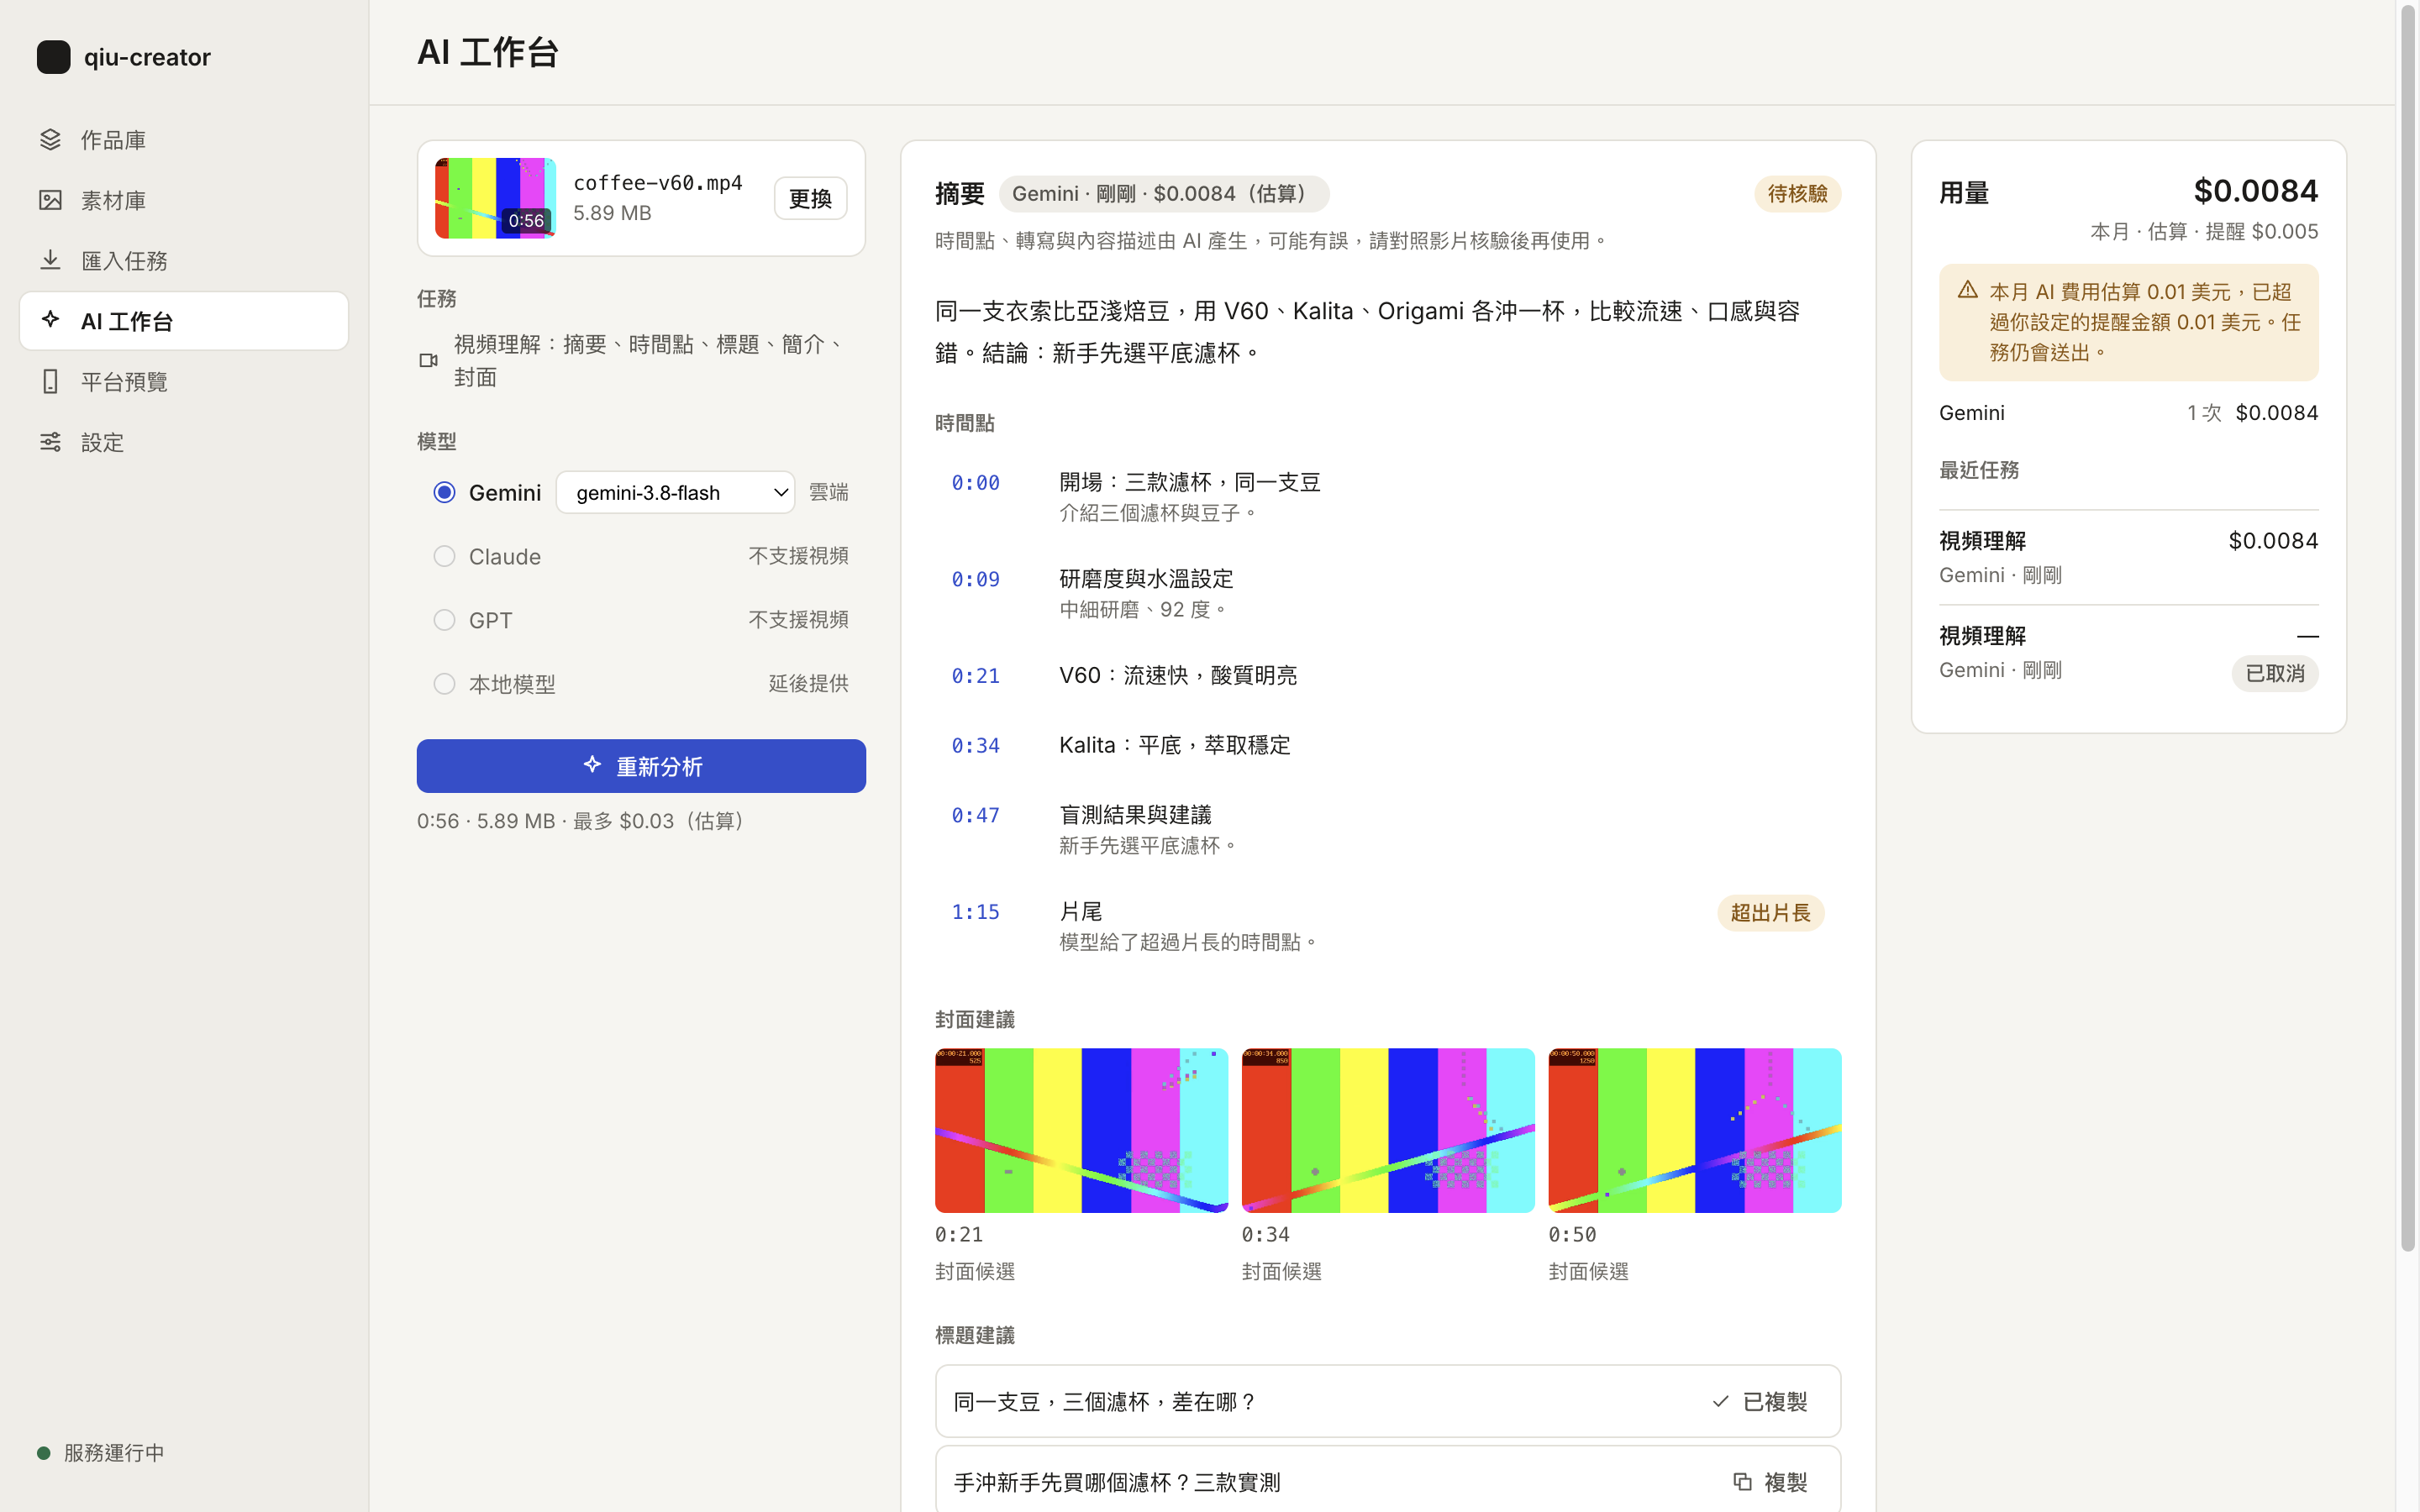 qiu-creator
作品庫
素材庫
匯入任務
AI 工作台
平台預覽
設定
服務運行中
AI 工作台
0:56
coffee-v60.mp4
5.89 MB
更換
任務
視頻理解：摘要、時間點、標題、簡介、
封面
模型
Gemini gemini-3.8-flash 雲端
Claude 不支援視頻
GPT 不支援視頻
本地模型 延後提供
重新分析
0:56 · 5.89 MB · 最多 $0.03（估算）
摘要 Gemini · 剛剛 · $0.0084（估算） 待核驗
時間點、轉寫與內容描述由 AI 產生，可能有誤，請對照影片核驗後再使用。
同一支衣索比亞淺焙豆，用 V60、Kalita、Origami 各沖一杯，比較流速、口感與容
錯。結論：新手先選平底濾杯。
時間點
0:00 開場：三款濾杯，同一支豆
介紹三個濾杯與豆子。
0:09 研磨度與水溫設定
中細研磨、92 度。
0:21 V60：流速快，酸質明亮
0:34 Kalita：平底，萃取穩定
0:47 盲測結果與建議
新手先選平底濾杯。
1:15 片尾 超出片長
模型給了超過片長的時間點。
封面建議
00:00:21.000
525
00:00:34.000
850
00:00:50.000
1250
0:21
封面候選
0:34
封面候選
0:50
封面候選
標題建議
同一支豆，三個濾杯，差在哪？ 已複製
手沖新手先買哪個濾杯？三款實測 複製
用量 $0.0084
本月 · 估算 · 提醒 $0.005
本月 AI 費用估算 0.01 美元，已超
過你設定的提醒金額 0.01 美元。任
務仍會送出。
Gemini 1 次 $0.0084
最近任務
視頻理解 $0.0084
Gemini · 剛剛
視頻理解 —
Gemini · 剛剛 已取消